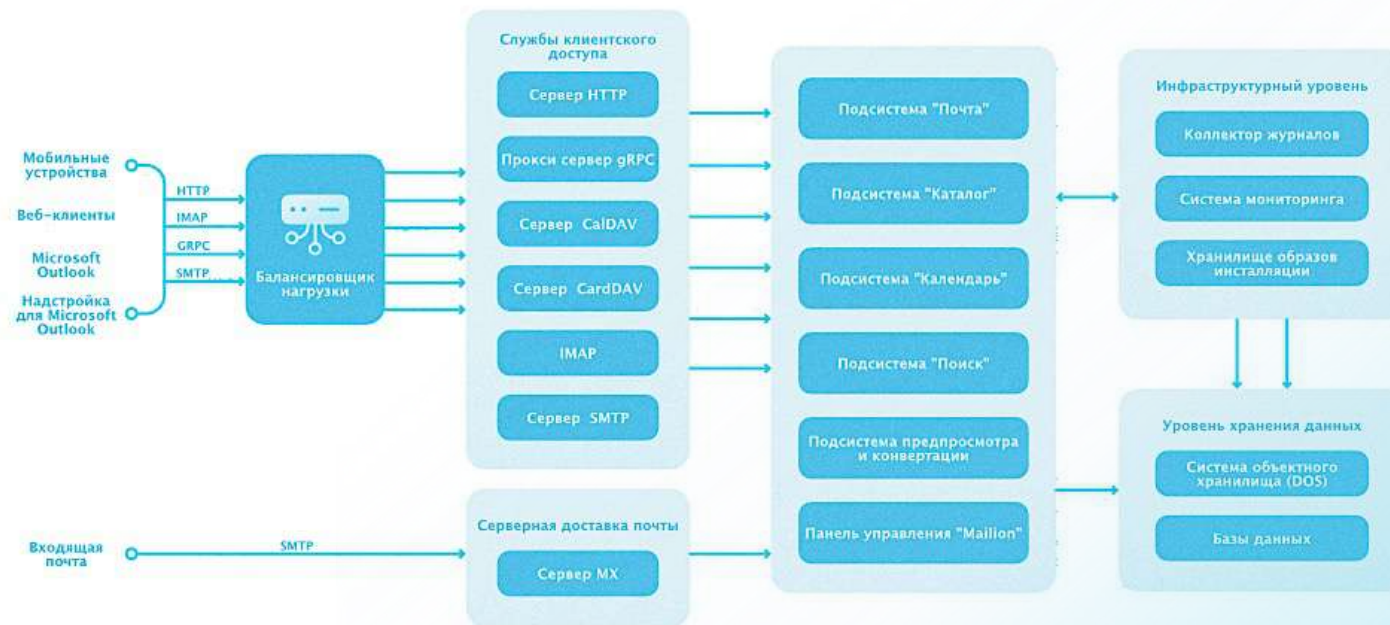 Мобильные
устройства
Веб-клиенты
Microsoft
Outlook
Надстройка
для Microsoft
Outlook
HTTP
IMAP
GRPC
SMTP
Балансировщик
нагрузки
Службы клиентского
доступа
Сервер HTTP
Прокси сервер gRPC
Сервер CalDAV
Сервер CardDAV
IMAP
Сервер SMTP
Входящая
почта
SMTP
Серверная доставка почты
Сервер MX
Подсистема "Почта"
Подсистема "Каталог"
Подсистема "Календарь"
Подсистема "Поиск"
Подсистема предпросмотра
и конвертации
Панель управления "Mailion"
Инфраструктурный уровень
Коллектор журналов
Система мониторинга
Хранилище образов
инсталляции
Уровень хранения данных
Система объектного
хранилища (DOS)
Базы данных